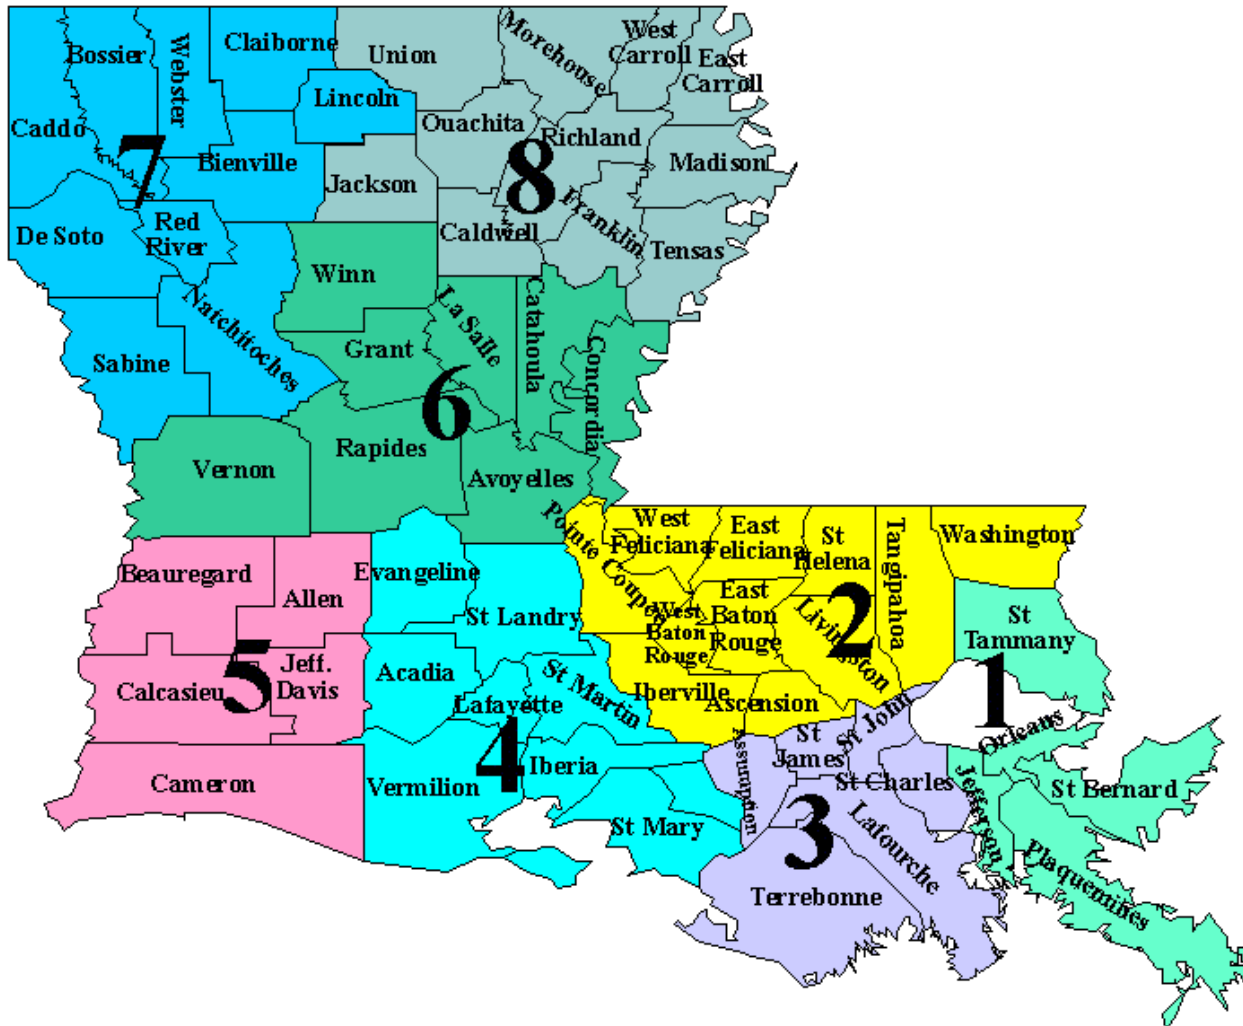 Bossier
Webster
Claiborne
Union
Morehouse
West
Carroll
East
Carroll
Caddo
Lincoln
Ouachita
Richland
Madison
7
Bienville
Jackson
8
Franklin
De Soto
Red
River
Caldwell
Tensas
Winn
Natchitoches
La Salle
Catahoula
Concordia
Sabine
Grant
6
Vernon
Rapides
Avoyelles
Pointe Coupee
West
Feliciana
East
Feliciana
St
Helena
Tangipahoa
Washington
Beauregard
Allen
Evangeline
St Landry
West
Baton
Rouge
East
Baton
Rouge
Livingston
2
St
Tammany
Calcasieu
5
Jeff.
Davis
Acadia
Lafayette
St Martin
Iberville
Ascension
1
Orleans
Cameron
Vermilion
4
Iberia
St Mary
Assumption
St
James
St John
St Charles
Jefferson
St Bernard
3
Lafourche
Terrebonne
Plaquemines